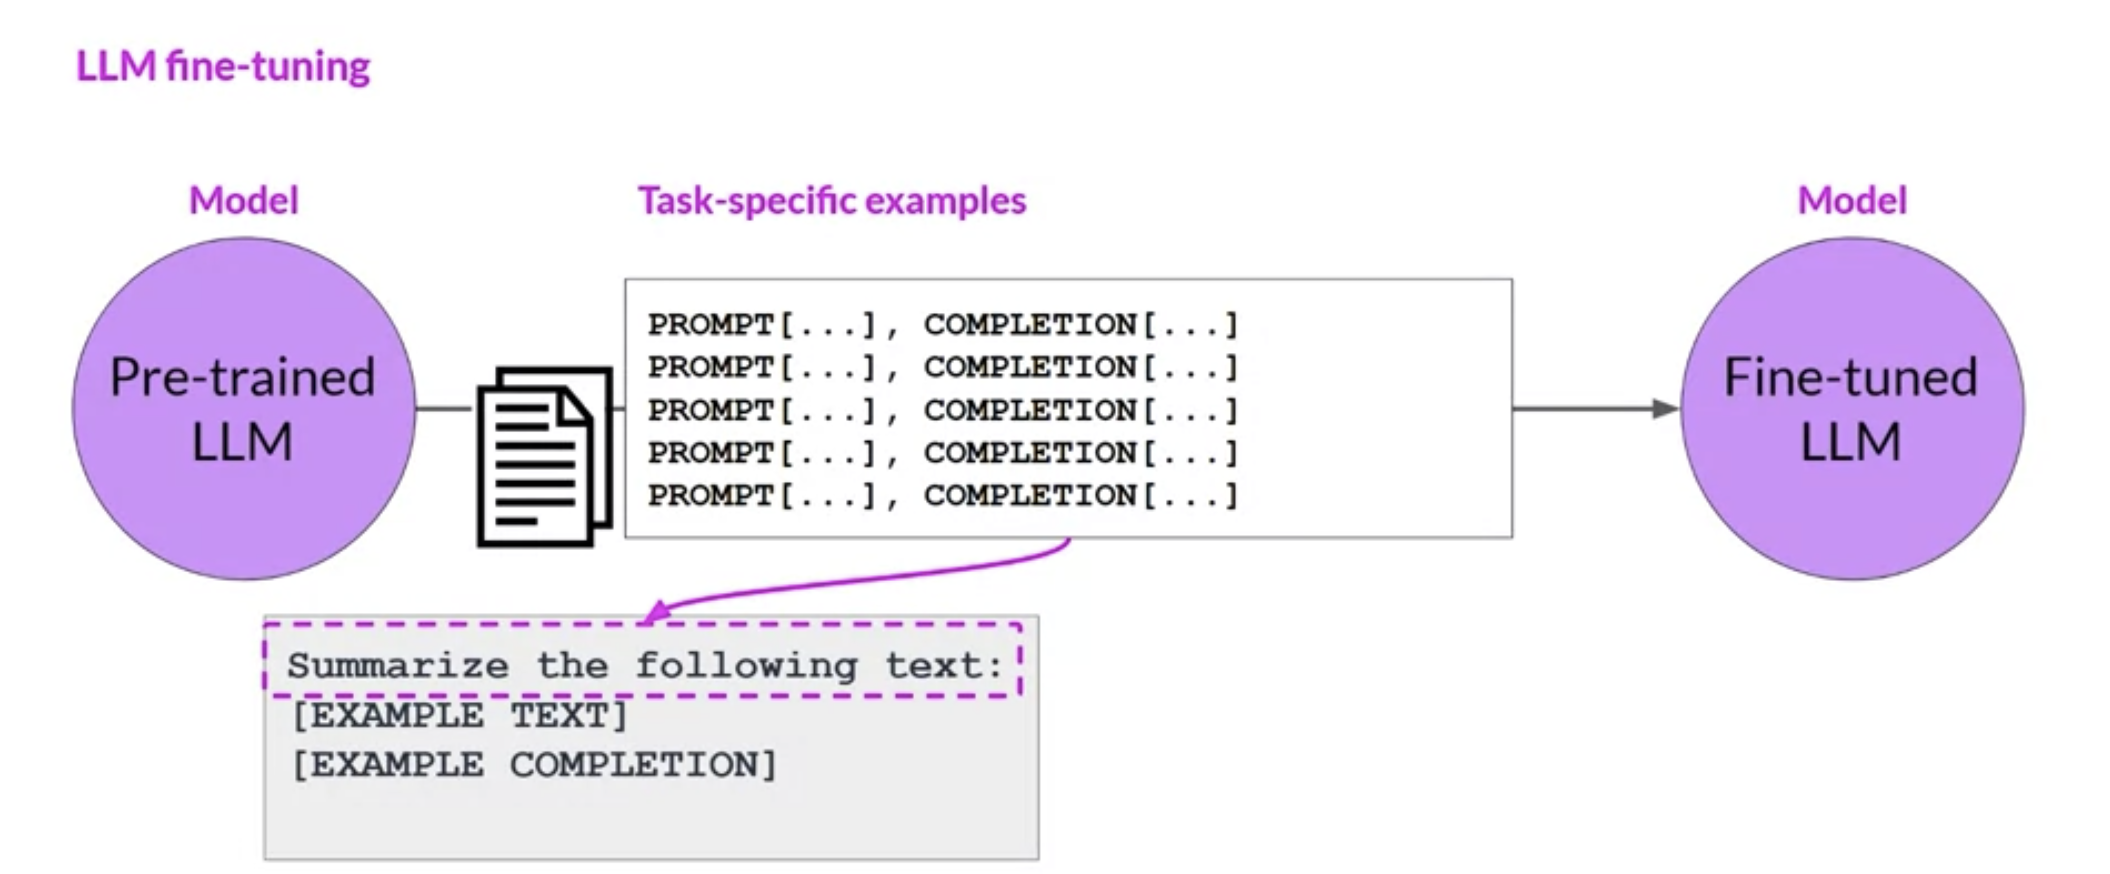 LLM fine-tuning
Model
Task-specific examples
Model
Pre-trained
LLM
PROMPT[...], COMPLETION[...]
PROMPT[...], COMPLETION[...]
PROMPT[...], COMPLETION[...]
PROMPT[...], COMPLETION[...]
PROMPT[...], COMPLETION[...]
Fine-tuned
LLM
Summarize the following text:
[EXAMPLE TEXT]
[EXAMPLE COMPLETION]